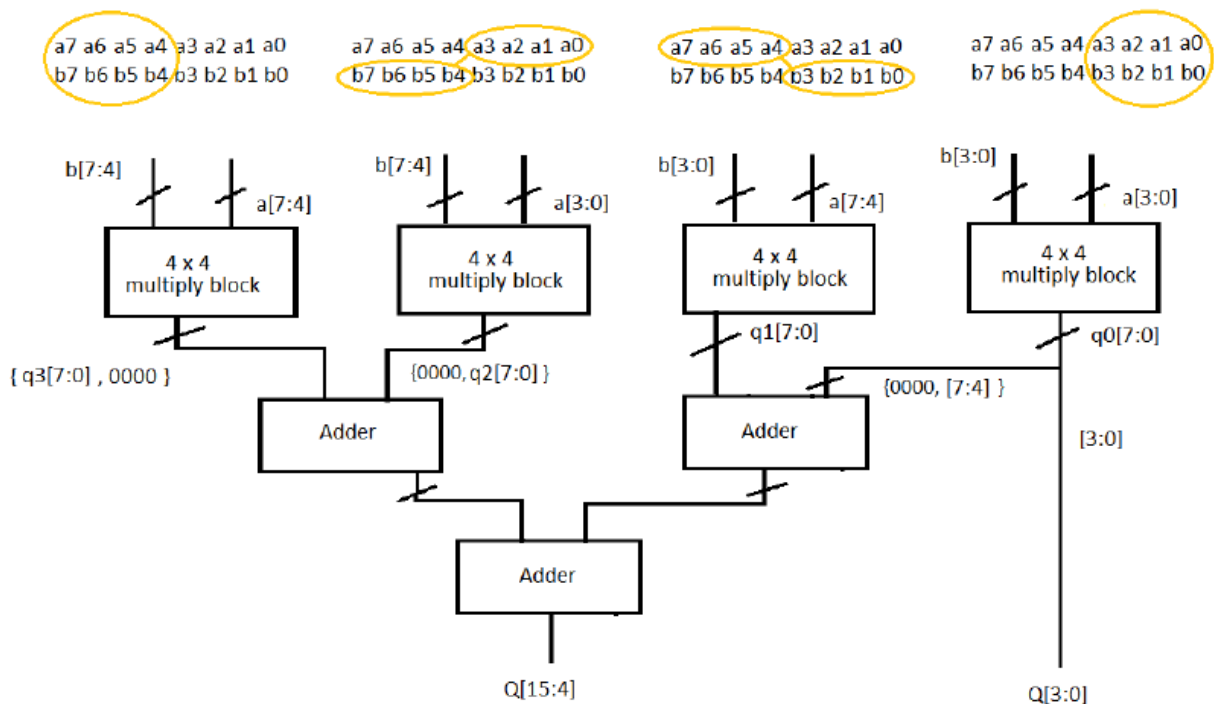 a7 a6 a5 a4 a3 a2 a1 a0
b7 b6 b5 b4 b3 b2 b1 b0
a7 a6 a5 a4 a3 a2 a1 a0
b7 b6 b5 b4 b3 b2 b1 b0
a7 a6 a5 a4 a3 a2 a1 a0
b7 b6 b5 b4 b3 b2 b1 b0
a7 a6 a5 a4 a3 a2 a1 a0
b7 b6 b5 b4 b3 b2 b1 b0
b[7:4]
a[7:4]
b[7:4]
a[3:0]
b[3:0]
a[7:4]
b[3:0]
a[3:0]
4 x 4
multiply block
4 x 4
multiply block
4 x 4
multiply block
4 x 4
multiply block
{ q3[7:0] , 0000 }
{0000, q2[7:0] }
q1[7:0]
q0[7:0]
{0000, [7:4] }
[3:0]
Adder
Adder
Adder
Q[15:4]
Q[3:0]